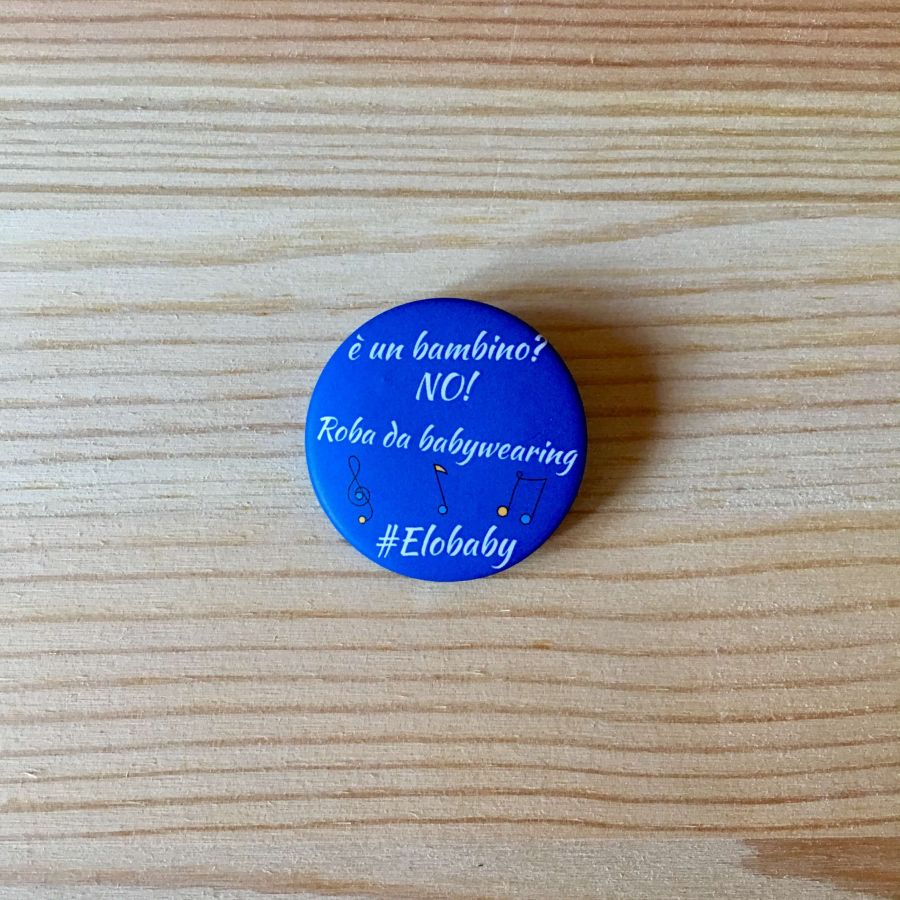 è un bambino?
NO!
Roba da babywearing
#Elobaby